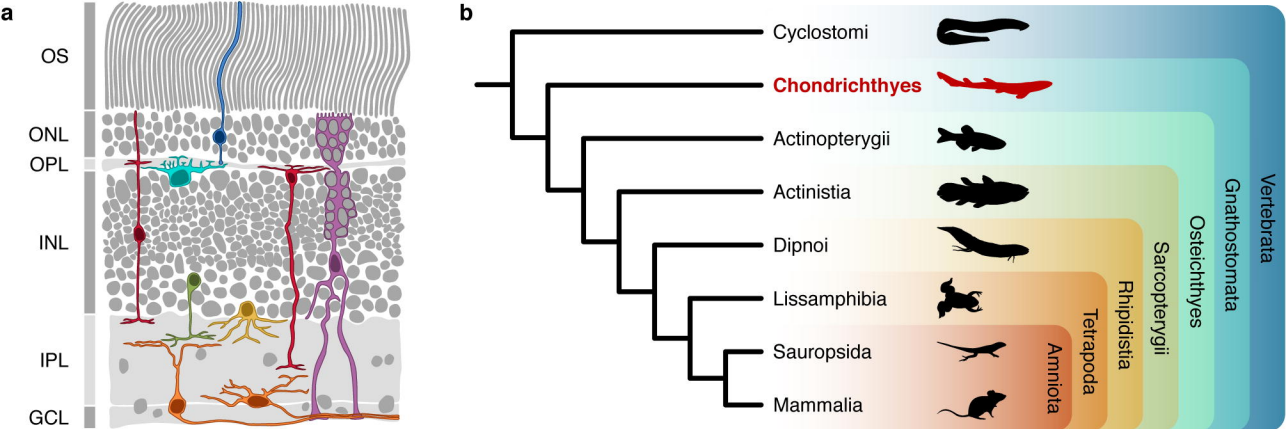 a
OS
ONL
OPL
INL
IPL
GCL
b
Cyclostomi
Chondrichthyes
Actinopterygii
Actinistia
Dipnoi
Lissamphibia
Sauropsida
Mammalia
Amniota
Tetrapoda
Rhipidistia
Sarcopterygii
Osteichthyes
Gnathostomata
Vertebrata